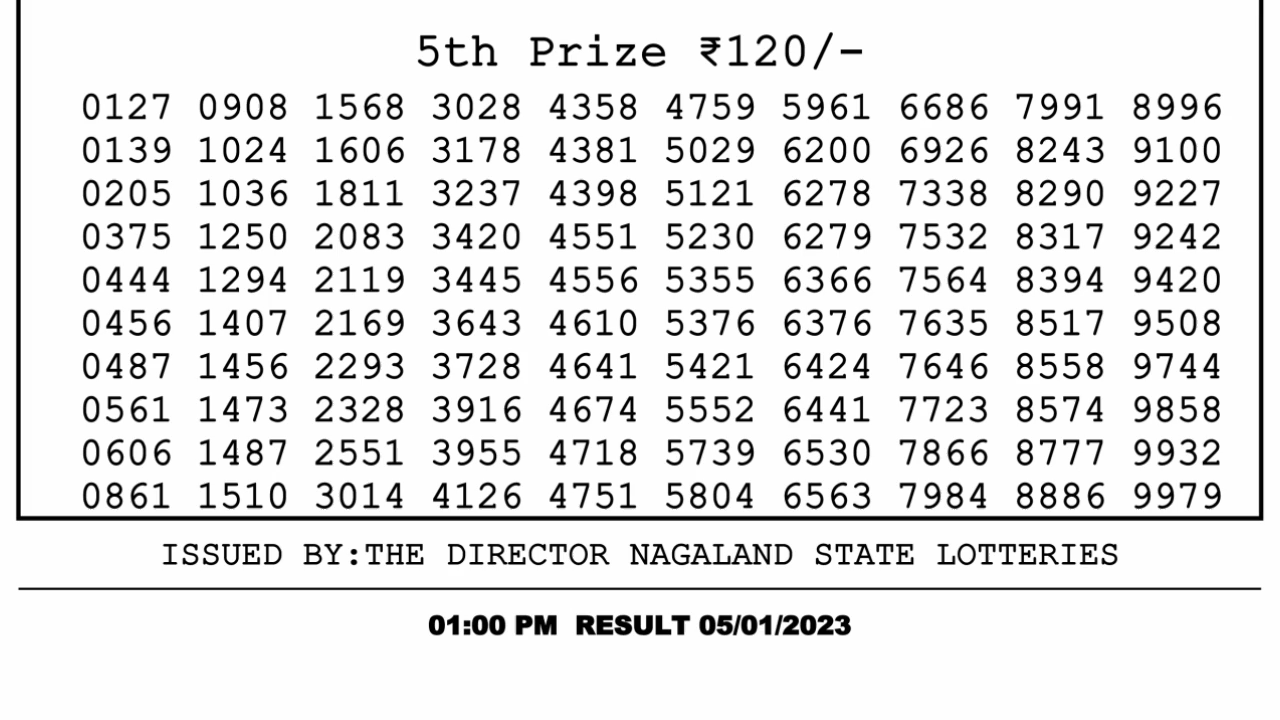 5th Prize ₹120/-
0127 0908 1568 3028 4358 4759 5961 6686 7991 8996
0139 1024 1606 3178 4381 5029 6200 6926 8243 9100
0205 1036 1811 3237 4398 5121 6278 7338 8290 9227
0375 1250 2083 3420 4551 5230 6279 7532 8317 9242
0444 1294 2119 3445 4556 5355 6366 7564 8394 9420
0456 1407 2169 3643 4610 5376 6376 7635 8517 9508
0487 1456 2293 3728 4641 5421 6424 7646 8558 9744
0561 1473 2328 3916 4674 5552 6441 7723 8574 9858
0606 1487 2551 3955 4718 5739 6530 7866 8777 9932
0861 1510 3014 4126 4751 5804 6563 7984 8886 9979
ISSUED BY:THE DIRECTOR NAGALAND STATE LOTTERIES
01:00 PM RESULT 05/01/2023